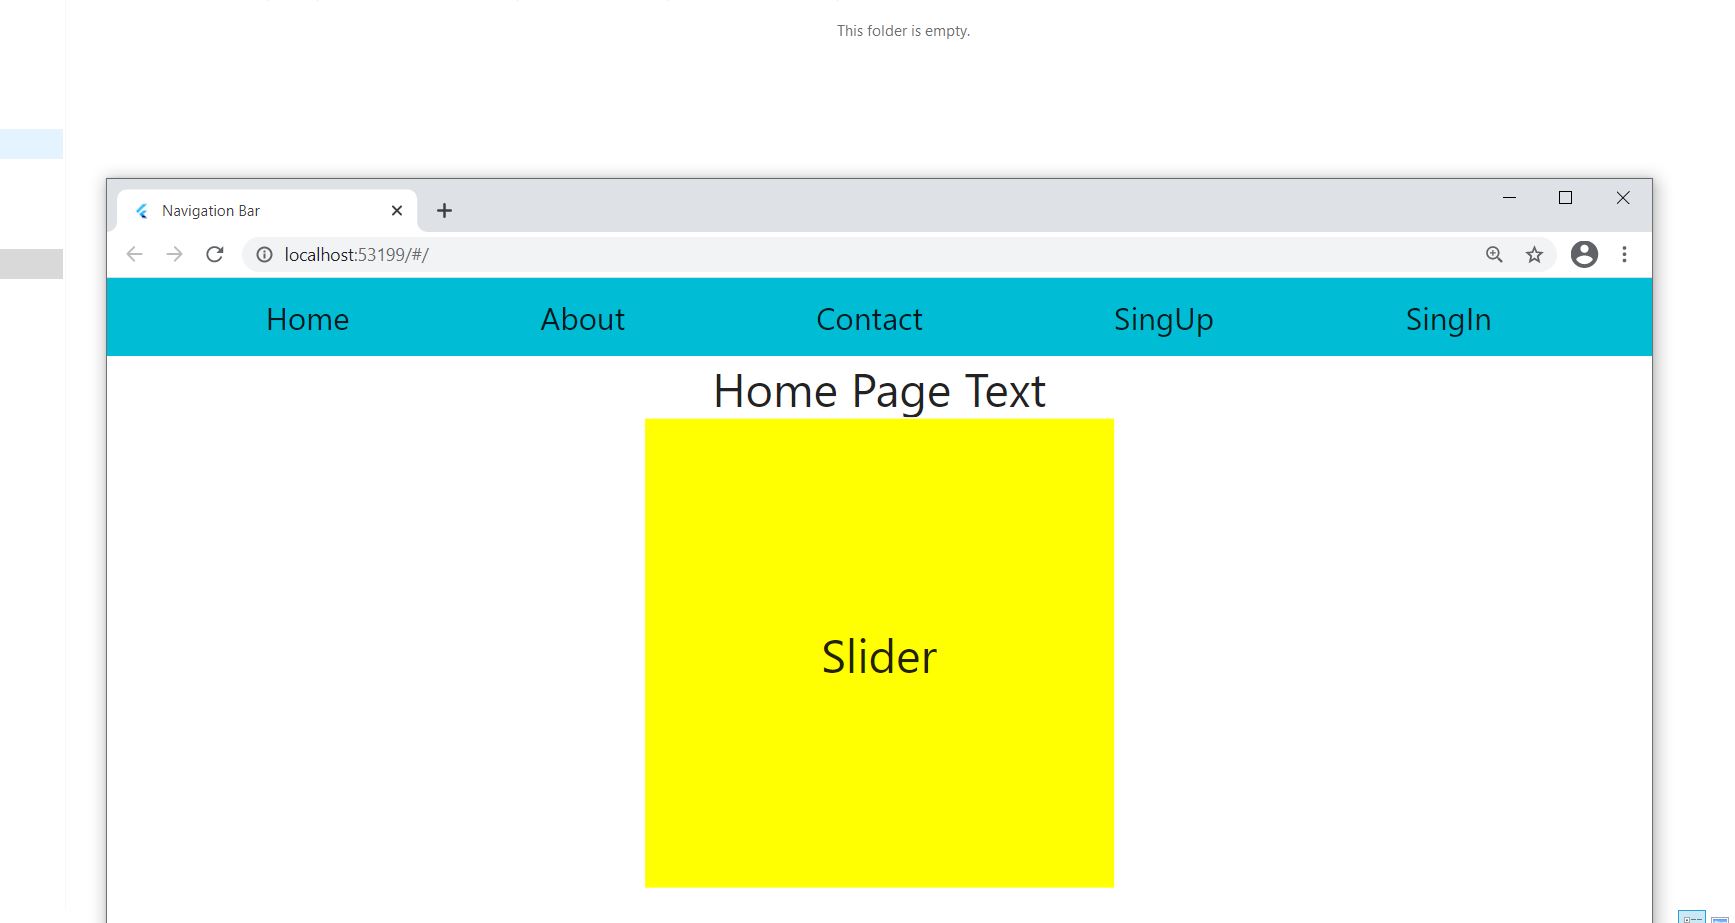 This folder is empty.
Navigation Bar
localhost:53199/#/
Home About Contact SingUp SingIn
Home Page Text
Slider